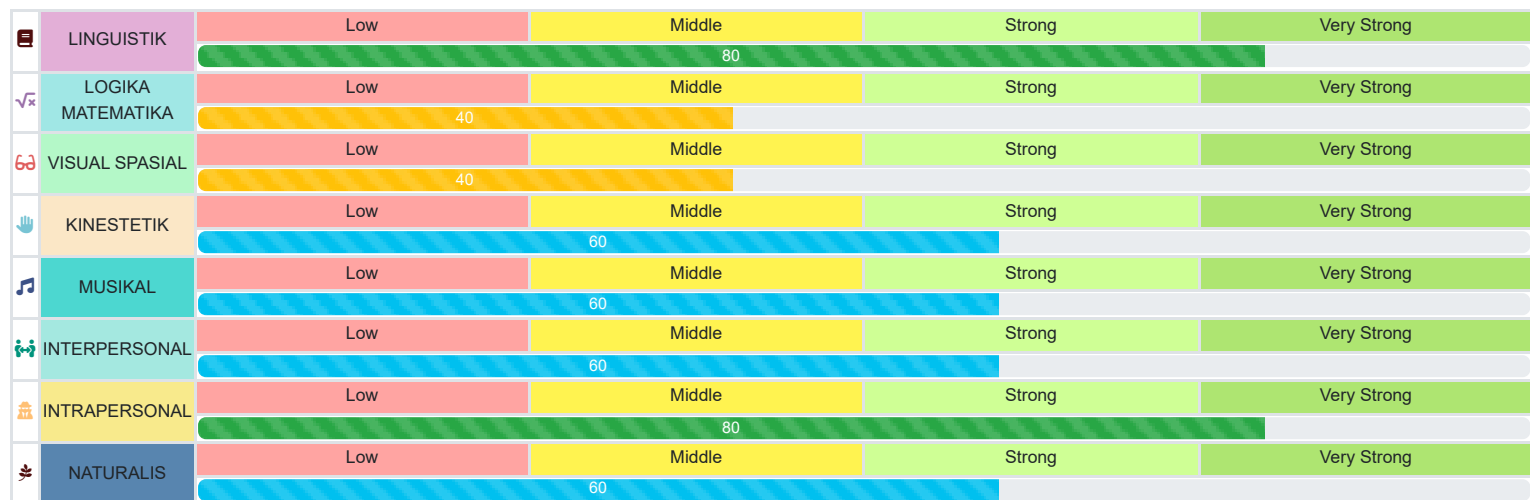 LINGUISTIK
Low Middle Strong Very Strong
80
LOGIKA
MATEMATIKA
Low Middle Strong Very Strong
40
VISUAL SPASIAL
Low Middle Strong Very Strong
40
KINESTETIK
Low Middle Strong Very Strong
60
MUSIKAL
Low Middle Strong Very Strong
60
INTERPERSONAL
Low Middle Strong Very Strong
60
INTRAPERSONAL
Low Middle Strong Very Strong
80
NATURALIS
Low Middle Strong Very Strong
60